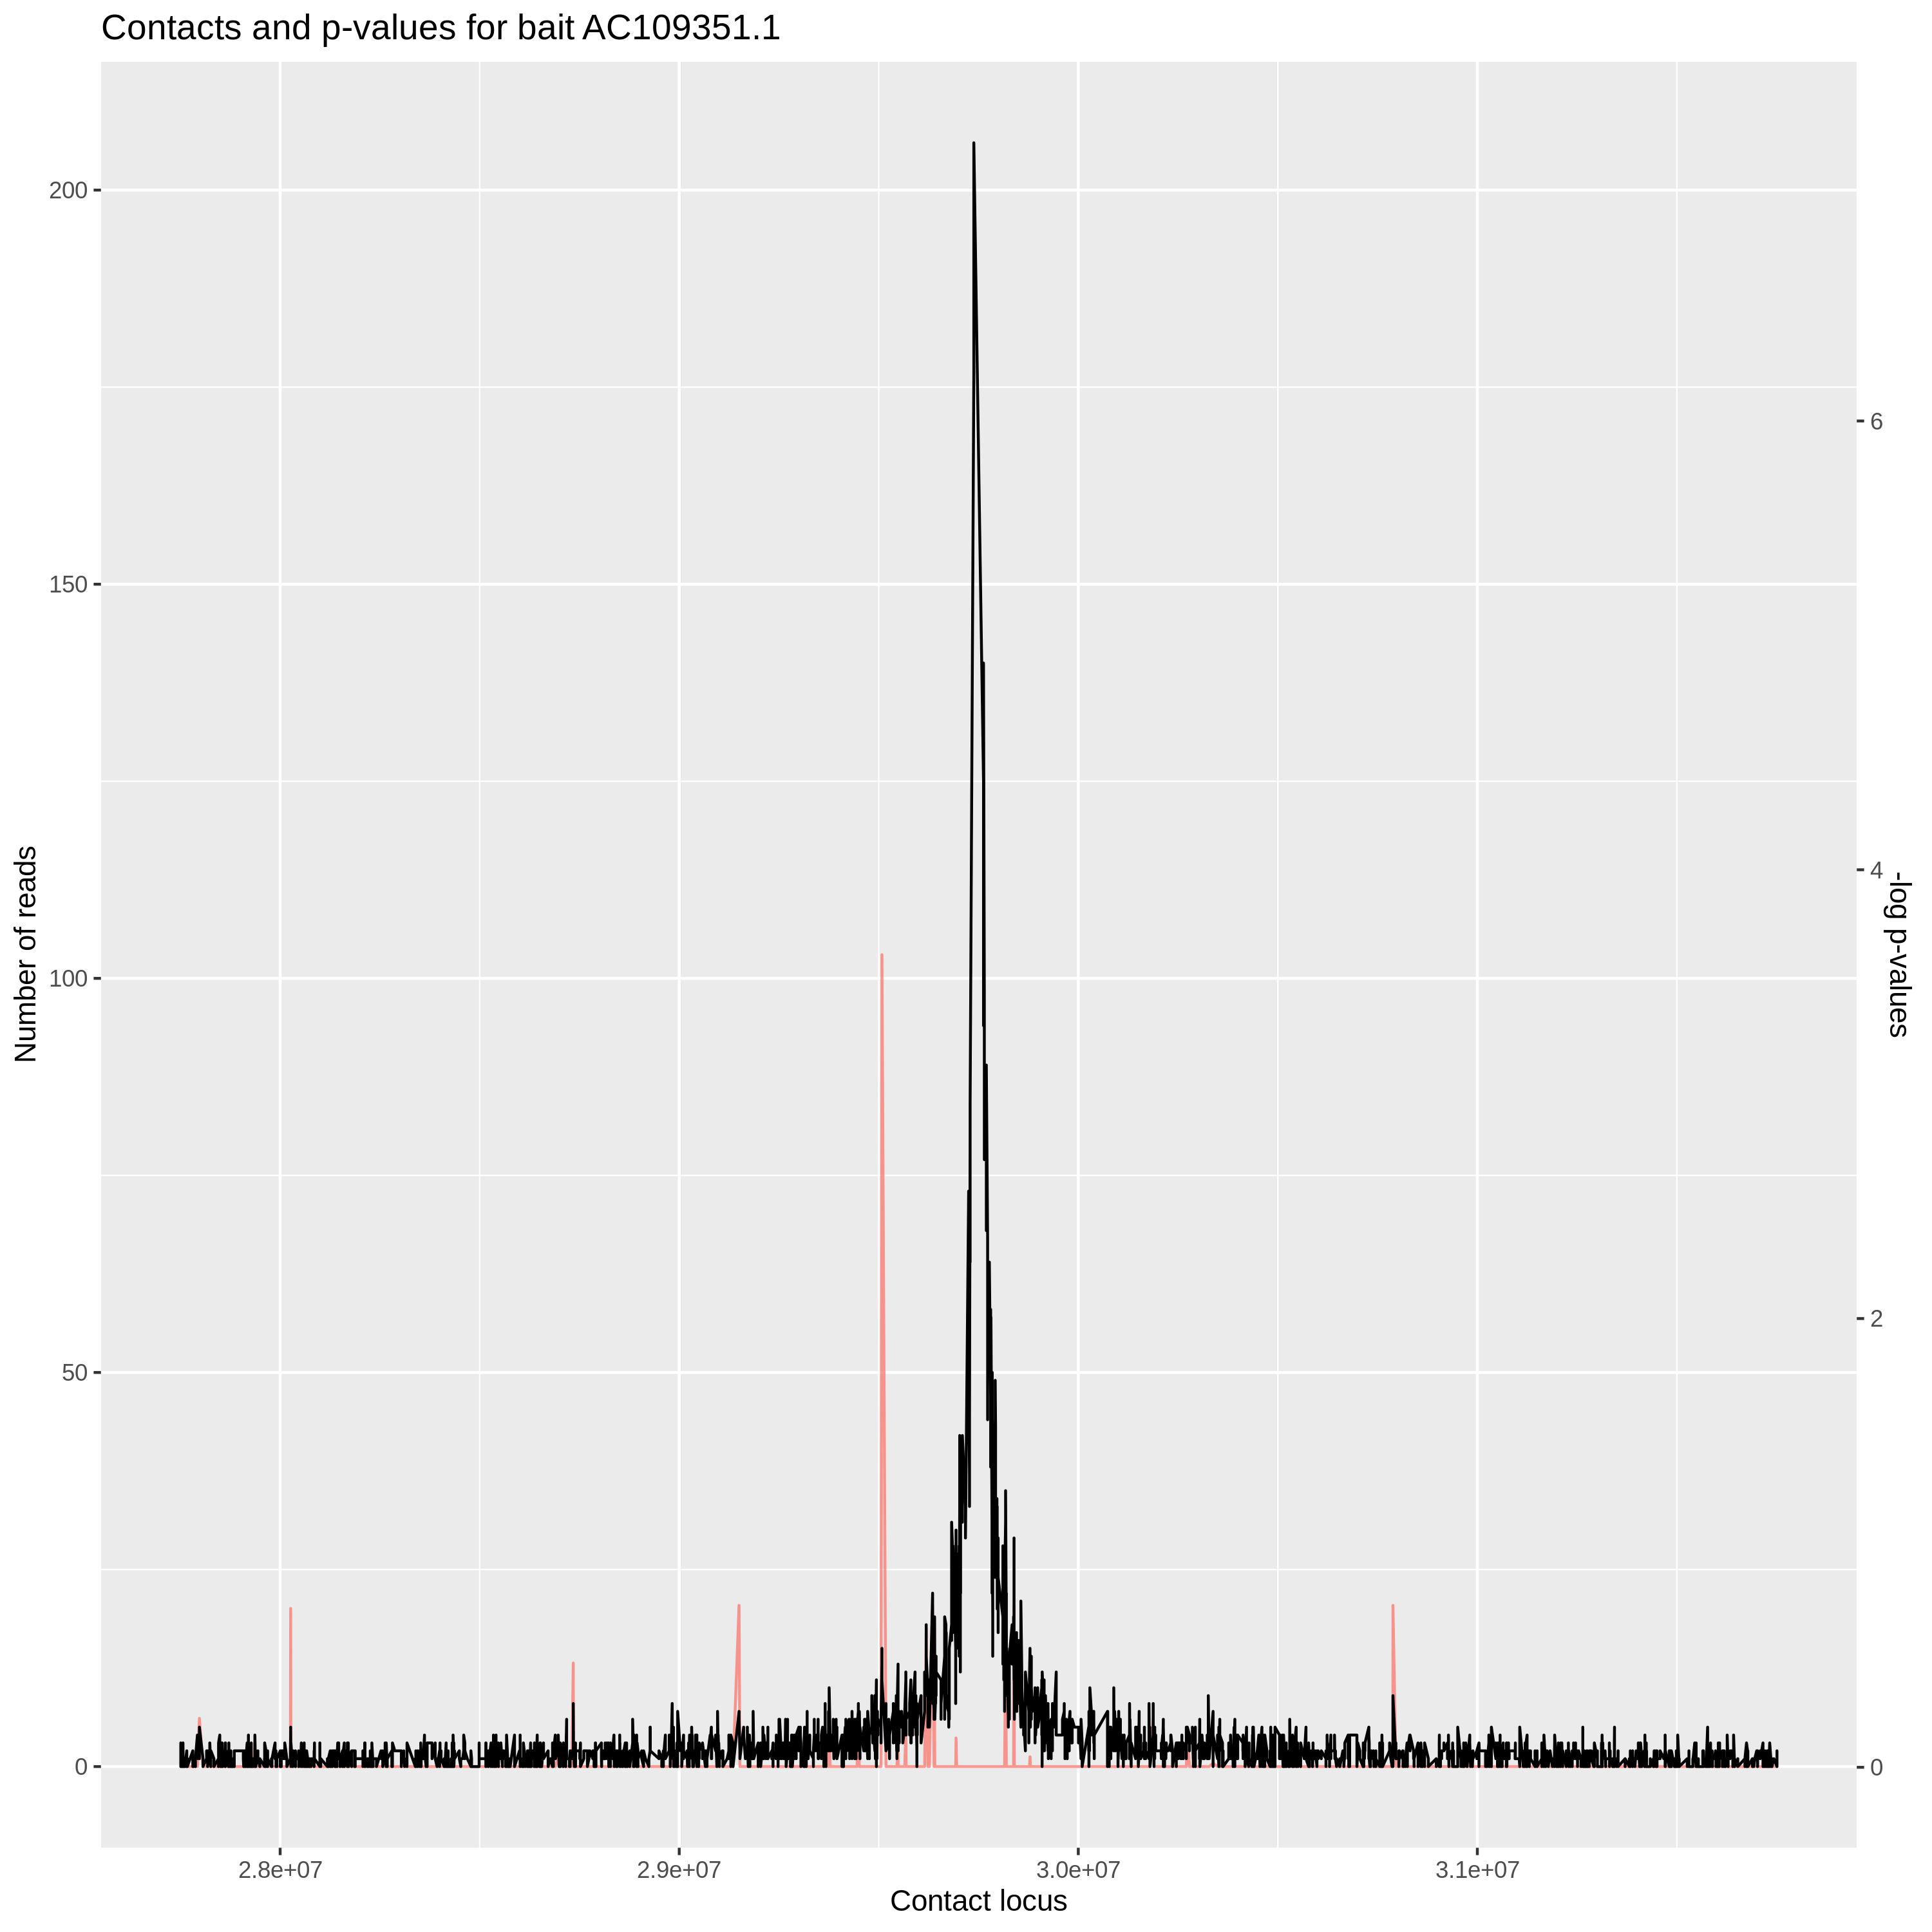 Contacts and p-values for bait AC109351.1
200
150
100
50
0
Number of reads
6
4
2
0
-log p-values
2.8e+07
2.9e+07
3.0e+07
3.1e+07
Contact locus